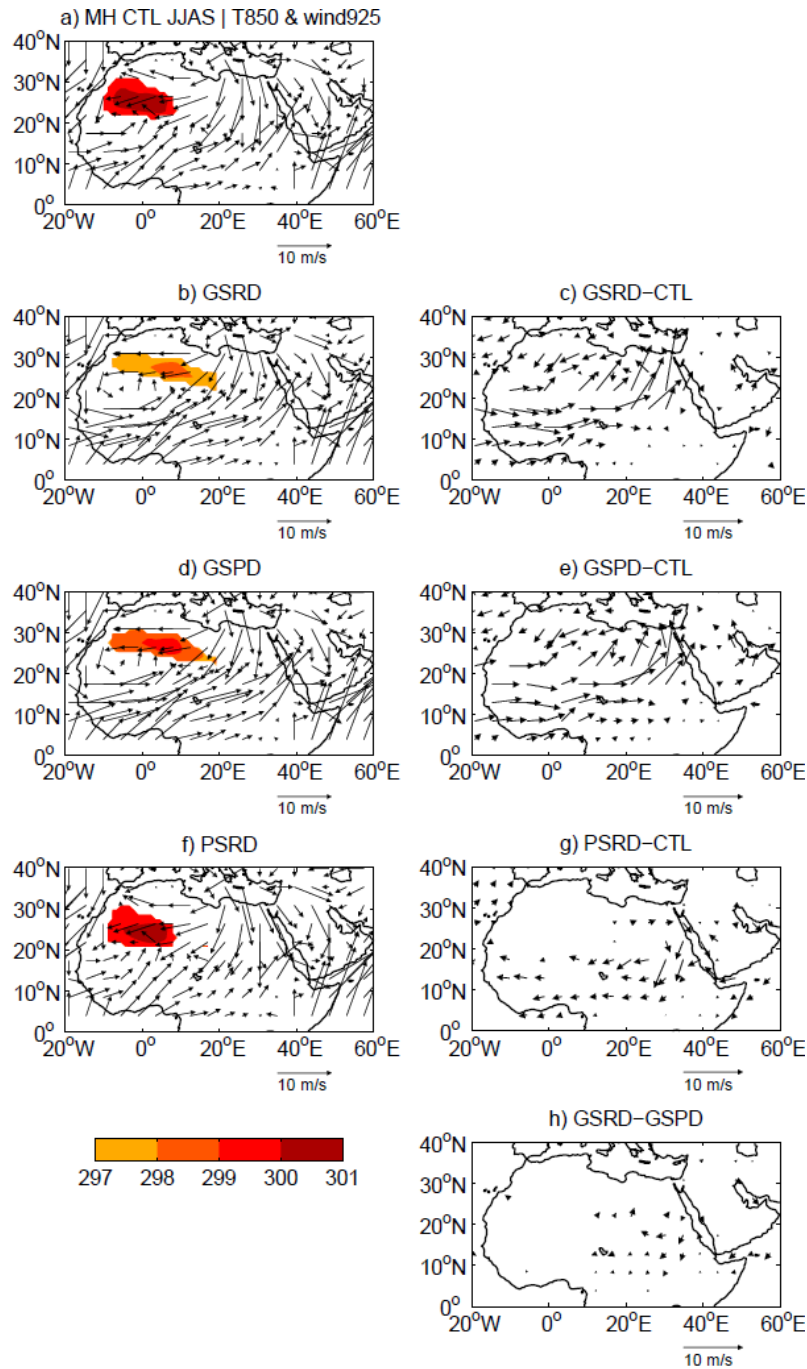 a) MH CTL JJAS | T850 & wind925
40°N
30°N
20°N
10°N
0°
20°W 0° 20°E 40°E 60°E
10 m/s
b) GSRD
40°N
30°N
20°N
10°N
0°
20°W 0° 20°E 40°E 60°E
10 m/s
c) GSRD−CTL
40°N
30°N
20°N
10°N
0°
20°W 0° 20°E 40°E 60°E
10 m/s
d) GSPD
40°N
30°N
20°N
10°N
0°
20°W 0° 20°E 40°E 60°E
10 m/s
e) GSPD−CTL
40°N
30°N
20°N
10°N
0°
20°W 0° 20°E 40°E 60°E
10 m/s
f) PSRD
40°N
30°N
20°N
10°N
0°
20°W 0° 20°E 40°E 60°E
10 m/s
g) PSRD−CTL
40°N
30°N
20°N
10°N
0°
20°W 0° 20°E 40°E 60°E
10 m/s
297 298 299 300 301
h) GSRD−GSPD
40°N
30°N
20°N
10°N
0°
20°W 0° 20°E 40°E 60°E
10 m/s